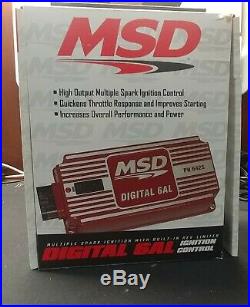 MSD
• High Output Multiple Spark Ignition Control
• Quickens Throttle Response and Improves Starting
• Increases Overall Performance and Power
MSD
DIGITAL 6AL
PN 6425
MULTIPLE SPARK IGNITION WITH BUILT-IN REV LIMITER
DIGITAL 6AL IGNITION CONTROL